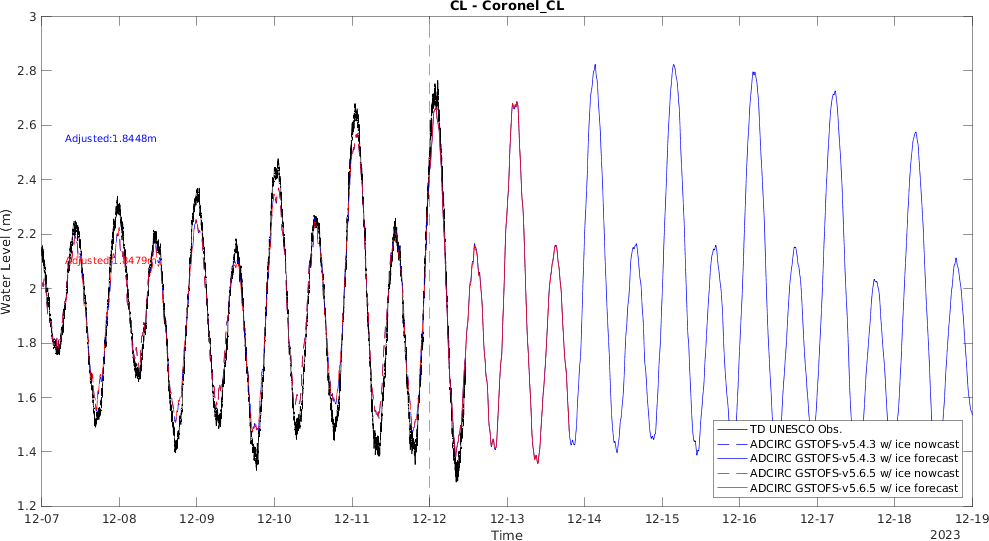 CL - Coronel_CL
3
2.8
2.6
2.4
2.2
2
1.8
1.6
1.4
1.2
Water Level (m)
Adjusted:1.8448m
Adjusted:1.8479m
12-07 12-08 12-09 12-10 12-11 12-12 12-13 12-14 12-15 12-16 12-17 12-18 12-19
Time
2023
TD UNESCO Obs.
ADCIRC GSTOFS-v5.4.3 w/ ice nowcast
ADCIRC GSTOFS-v5.4.3 w/ ice forecast
ADCIRC GSTOFS-v5.6.5 w/ ice nowcast
ADCIRC GSTOFS-v5.6.5 w/ ice forecast